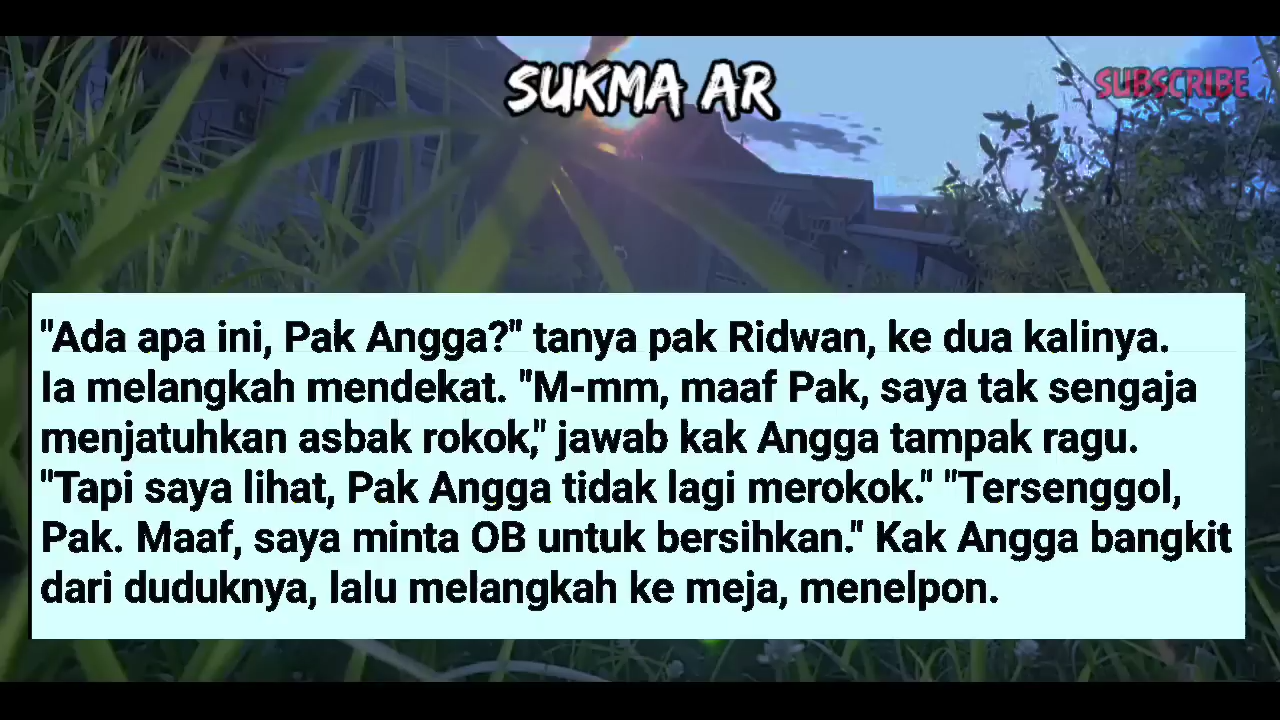 SUKMA AR
SUBSCRIBE
"Ada apa ini, Pak Angga?" tanya pak Ridwan, ke dua kalinya.
Ia melangkah mendekat. "M-mm, maaf Pak, saya tak sengaja
menjatuhkan asbak rokok," jawab kak Angga tampak ragu.
"Tapi saya lihat, Pak Angga tidak lagi merokok." "Tersenggol,
Pak. Maaf, saya minta OB untuk bersihkan." Kak Angga bangkit
dari duduknya, lalu melangkah ke meja, menelpon.